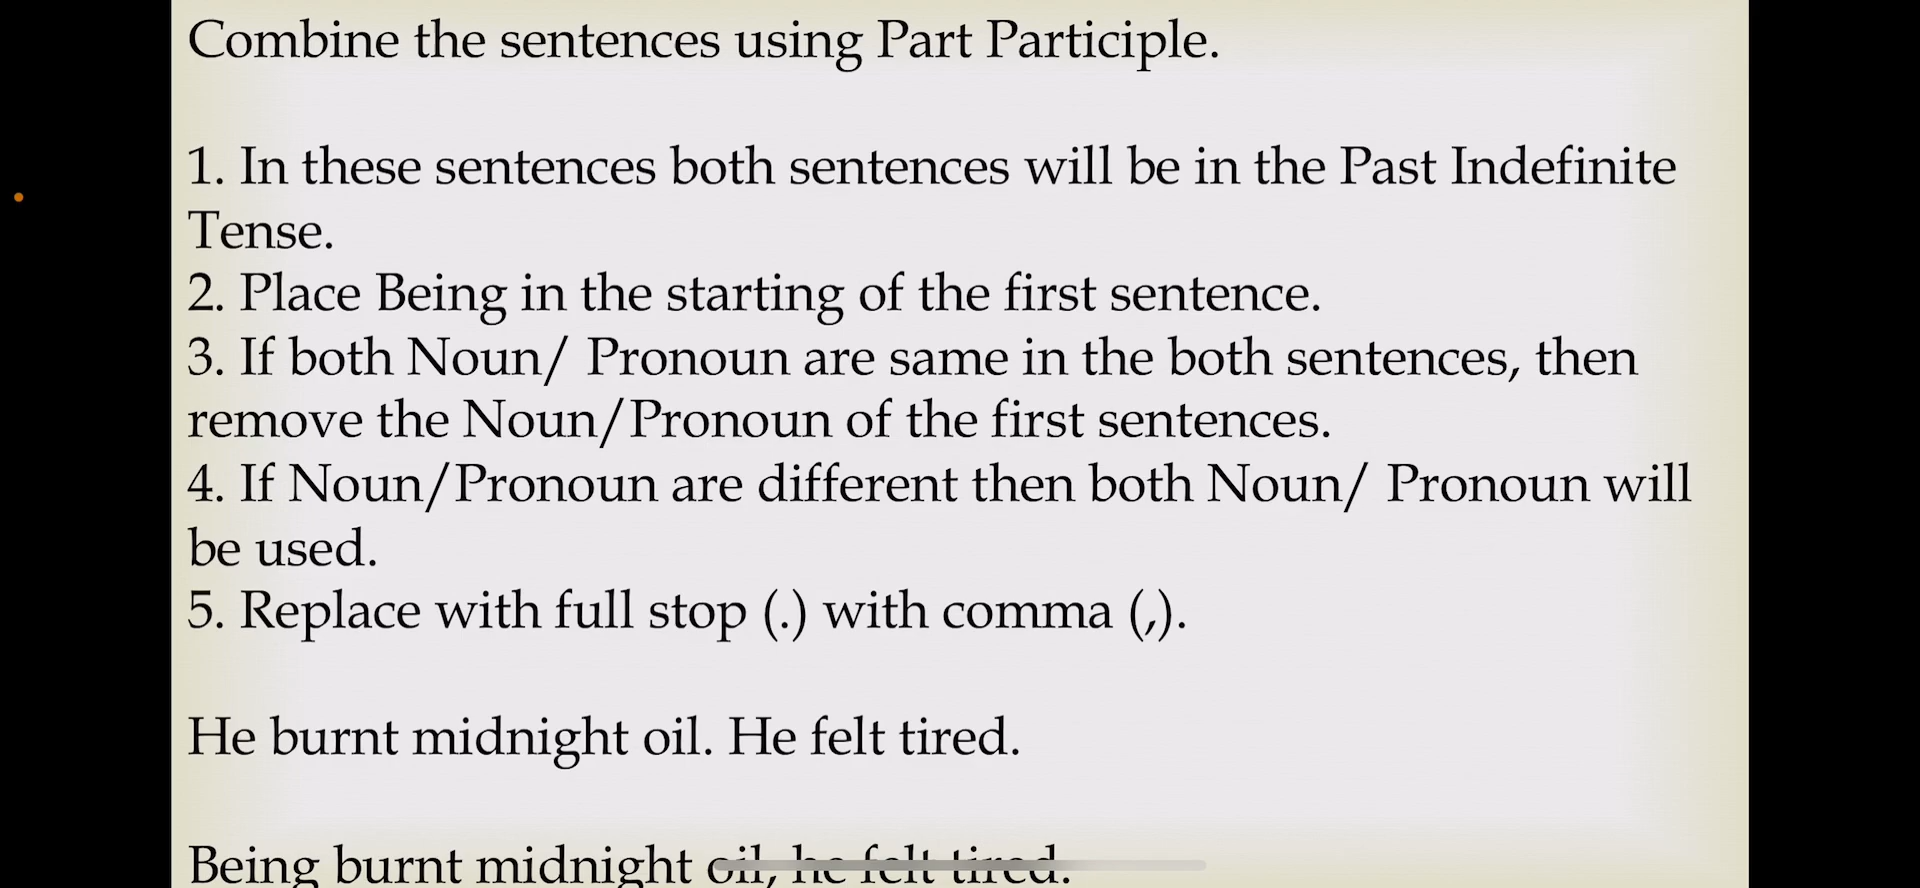 Combine the sentences using Part Participle.
1. In these sentences both sentences will be in the Past Indefinite
Tense.
2. Place Being in the starting of the first sentence.
3. If both Noun/ Pronoun are same in the both sentences, then
remove the Noun/Pronoun of the first sentences.
4. If Noun/Pronoun are different then both Noun/ Pronoun will
be used.
5. Replace with full stop (.) with comma (,).
He burnt midnight oil. He felt tired.
Being burnt midnight oil, he felt tired.